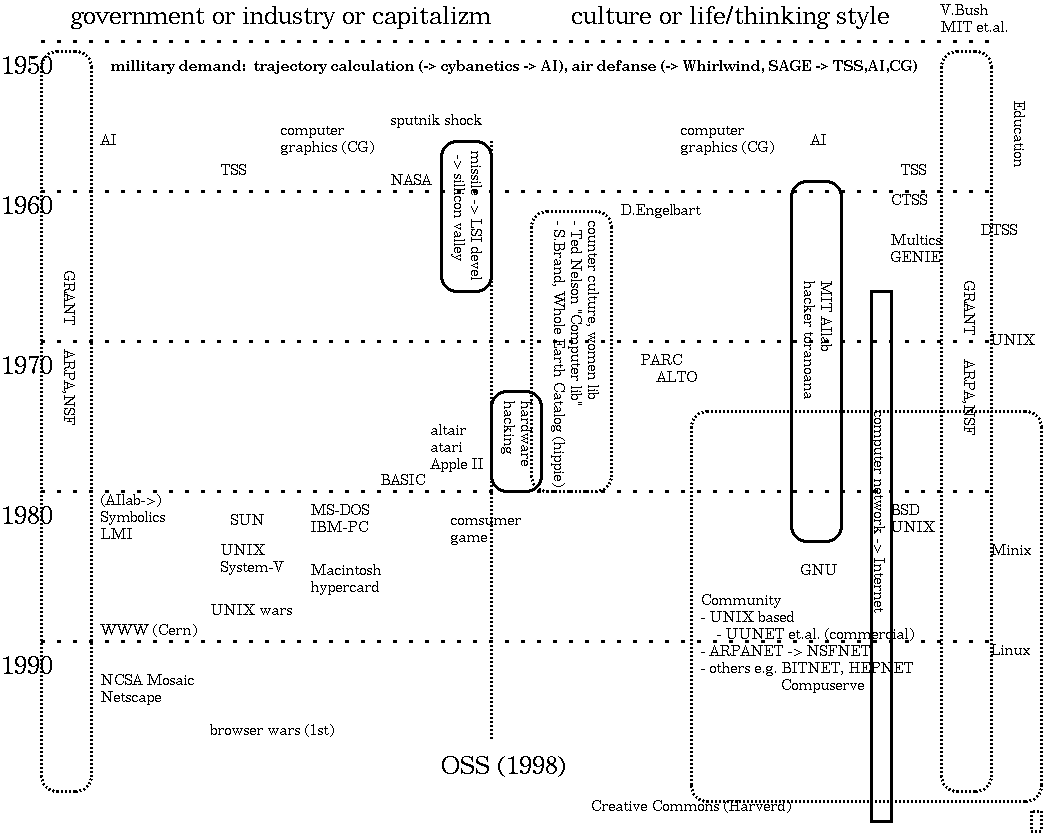 government or industry or capitalizm
culture or life/thinking style
V.Bush
MIT et.al.
1950
millitary demand: trajectory calculation (-> cybanetics -> AI), air defanse (-> Whirlwind, SAGE -> TSS,AI,CG)
sputnik shock
AI
computer
graphics (CG)
TSS
NASA
missile -> LSI devel
-> sillicon valley
computer
graphics (CG)
AI
TSS
Education
1960
CTSS
D.Engelbart
DTSS
Multics
GENIE
counter culture, women lib
- Ted Nelson "Computer lib"
- S.Brand, Whole Earth Catalog (hippie)
MIT AIlab
hacker toranoana
GRANT ARPA,NSF
GRANT ARPA,NSF
UNIX
1970
PARC
ALTO
hardware
hacking
altair
atari
Apple II
BASIC
computer network -> Internet
1980
(AIlab->)
Symbolics
LMI
SUN
MS-DOS
IBM-PC
comsumer
game
BSD
UNIX
UNIX
System-V
Macintosh
hypercard
Minix
GNU
UNIX wars
Community
- UNIX based
- UUNET et.al. (commercial)
- ARPANET -> NSFNET
- others e.g. BITNET, HEPNET
Compuserve
WWW (Cern)
1990
Linux
NCSA Mosaic
Netscape
browser wars (1st)
OSS (1998)
Creative Commons (Harverd)